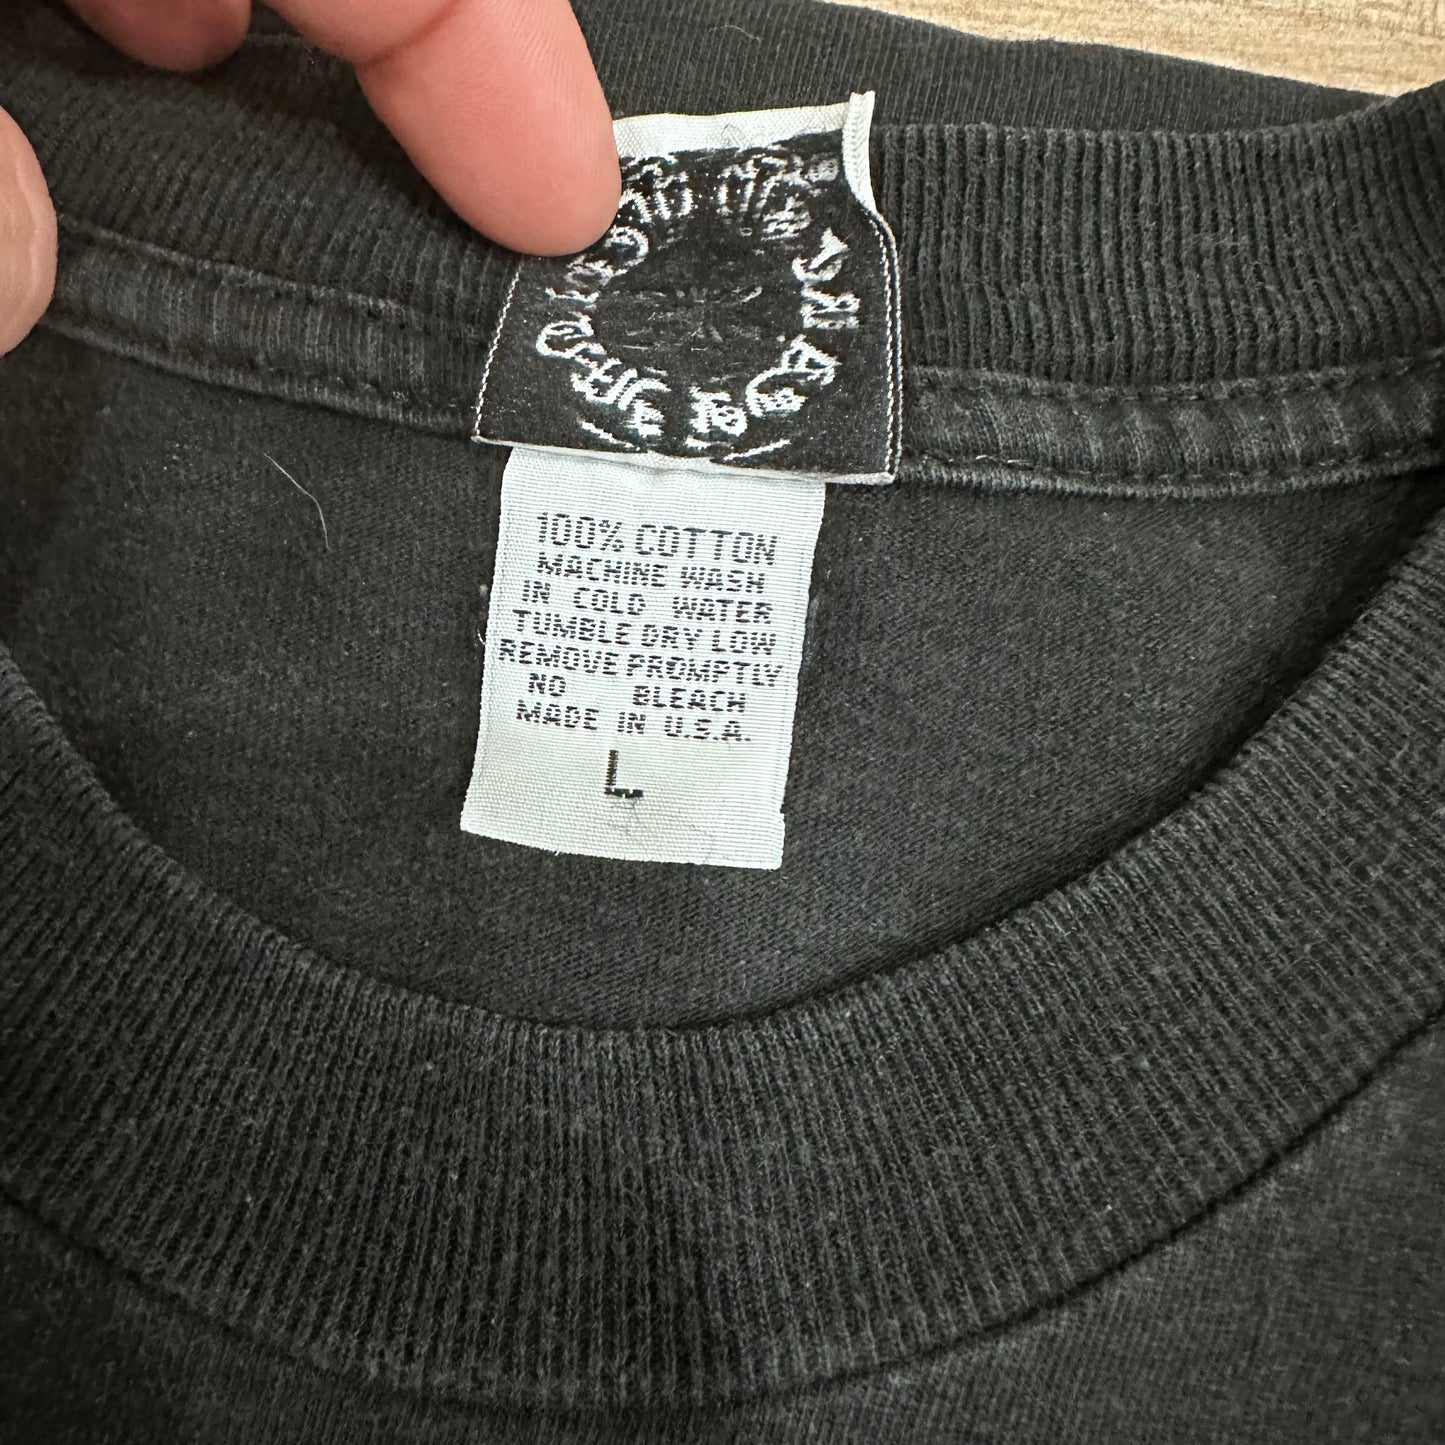 100% COTTON
MACHINE WASH
IN COLD WATER
TUMBLE DRY LOW
REMOVE PROMPTLY
NO BLEACH
MADE IN U.S.A.
L